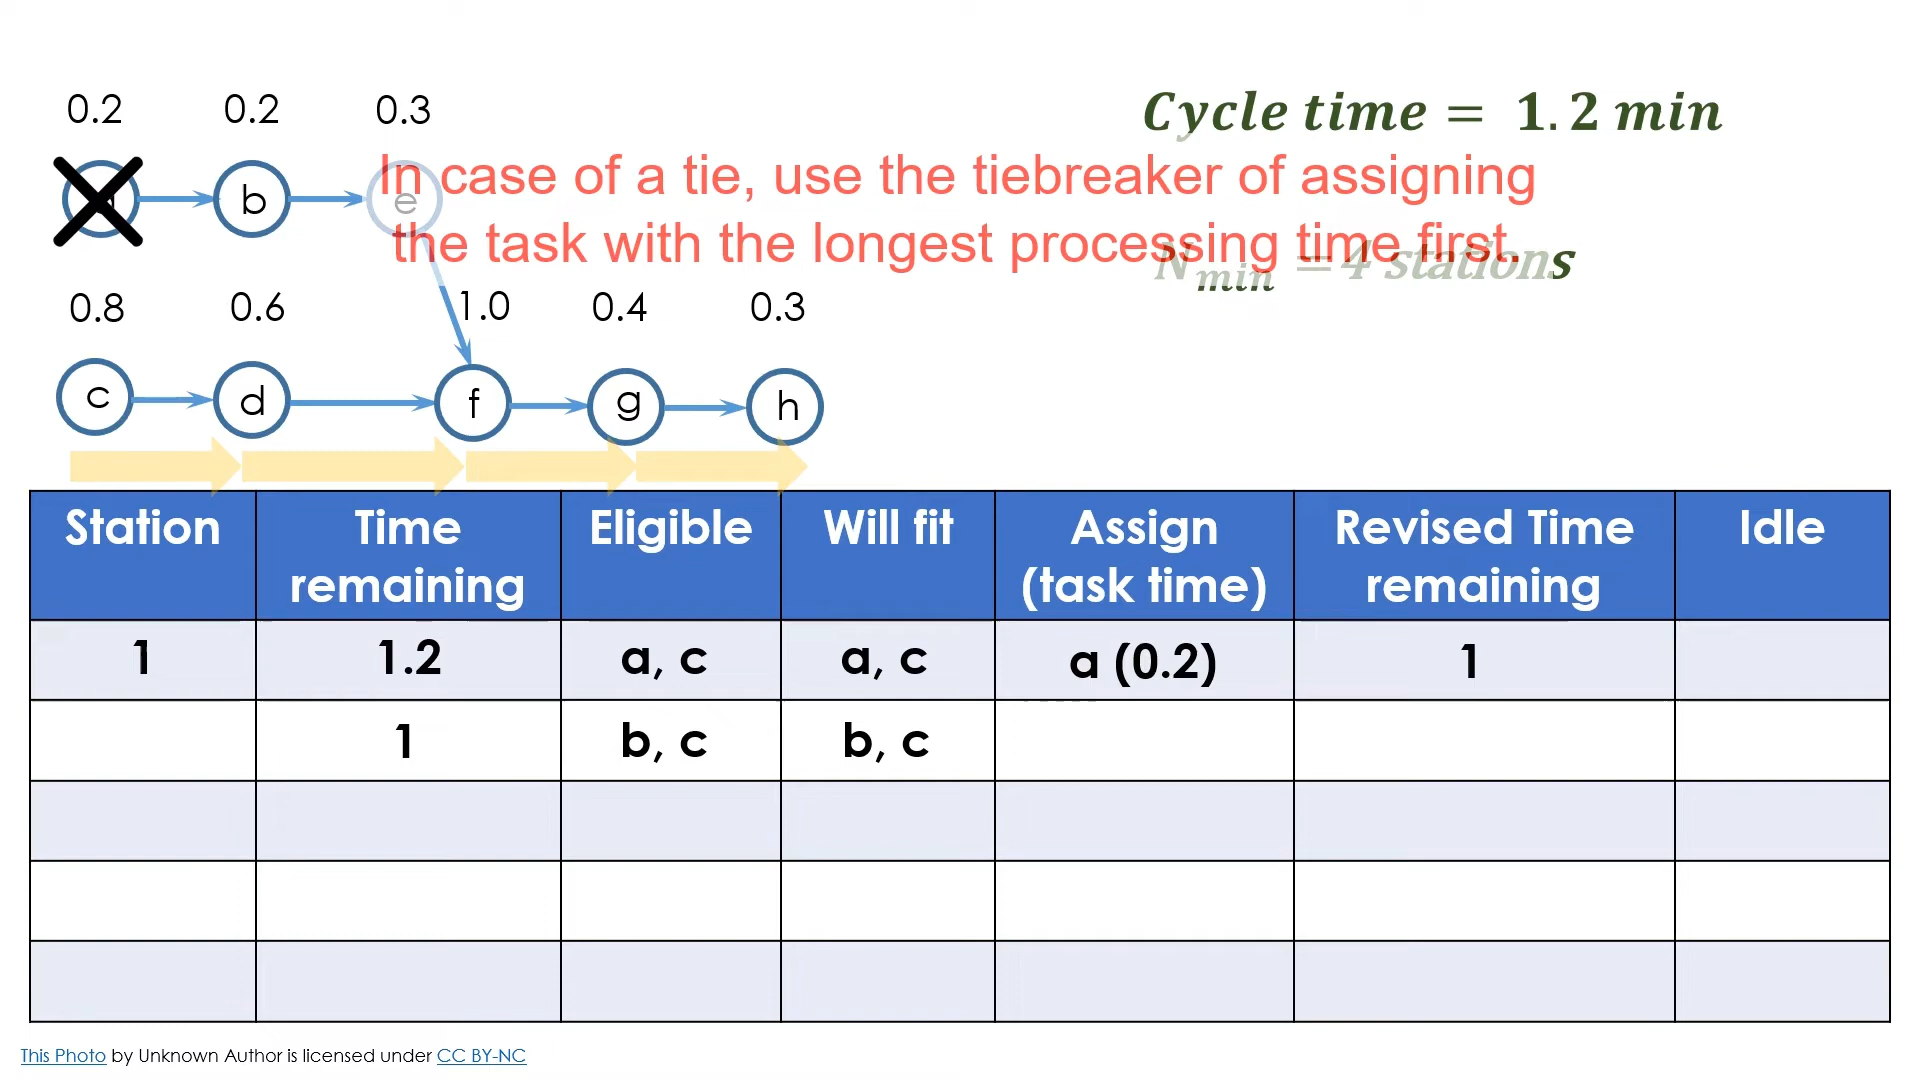 0.2 0.2 0.3
Cycle time = 1.2 min
In case of a tie, use the tiebreaker of assigning
b e
the task with the longest processing time first.
Nmin = 4 stations
0.8 0.6 1.0 0.4 0.3
c d f g h
Station Time remaining Eligible Will fit Assign (task time) Revised Time remaining Idle
1 1.2 a, c a, c a (0.2) 1
1 b, c b, c
This Photo by Unknown Author is licensed under CC BY-NC